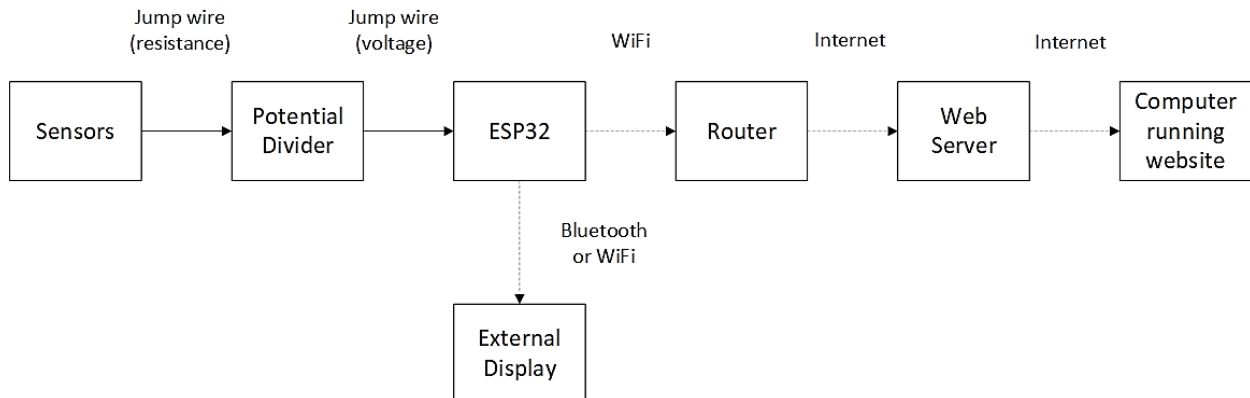 Jump wire
(resistance)
Jump wire
(voltage)
WiFi
Internet
Internet
Sensors
Potential
Divider
ESP32
Router
Web
Server
Computer
running
website
Bluetooth
or WiFi
External
Display